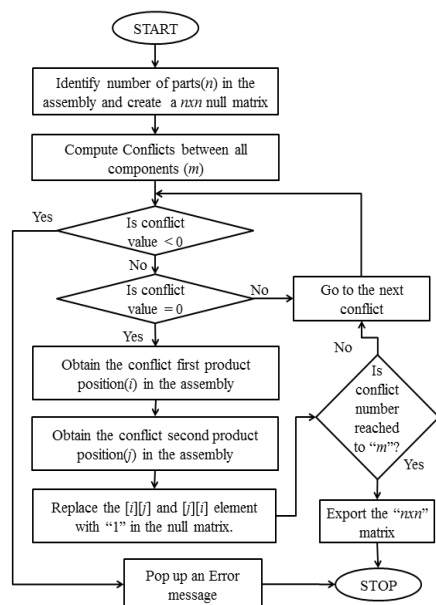 START
Identify number of parts(n) in the
assembly and create a nxn null matrix
Compute Conflicts between all
components (m)
Yes
Is conflict
value < 0
No
Is conflict
value = 0
No
Go to the next
conflict
Yes
No
Obtain the conflict first product
position(i) in the assembly
Is
conflict
number
reached
to “m”?
Obtain the conflict second product
position(j) in the assembly
Yes
Replace the [i][j] and [j][i] element
with “1” in the null matrix.
Export the “nxn”
matrix
Pop up an Error
message
STOP